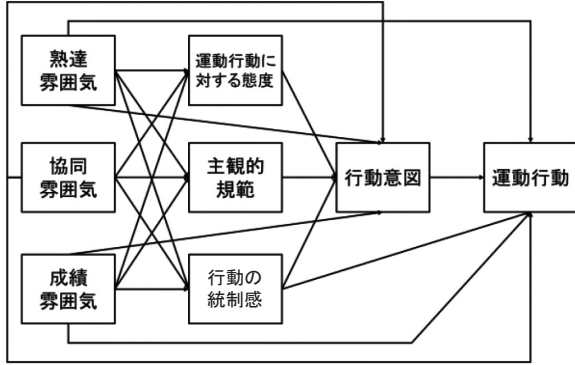 熟達
雰囲気
運動行動に
対する態度
協同
雰囲気
主観的
規範
行動意図
運動行動
成績
雰囲気
行動の
統制感